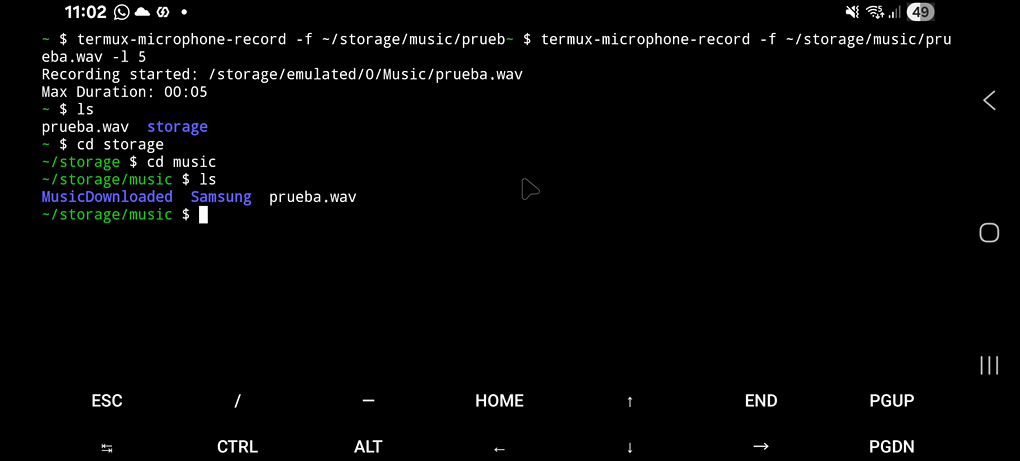 11:02 49
~ $ termux-microphone-record -f ~/storage/music/prueb~ $ termux-microphone-record -f ~/storage/music/pru
eba.wav -l 5
Recording started: /storage/emulated/0/Music/prueba.wav
Max Duration: 00:05
~ $ ls
prueba.wav  storage
~ $ cd storage
~/storage $ cd music
~/storage/music $ ls
MusicDownloaded  Samsung  prueba.wav
~/storage/music $
ESC / — HOME ↑ END PGUP
↹ CTRL ALT ← ↓ → PGDN